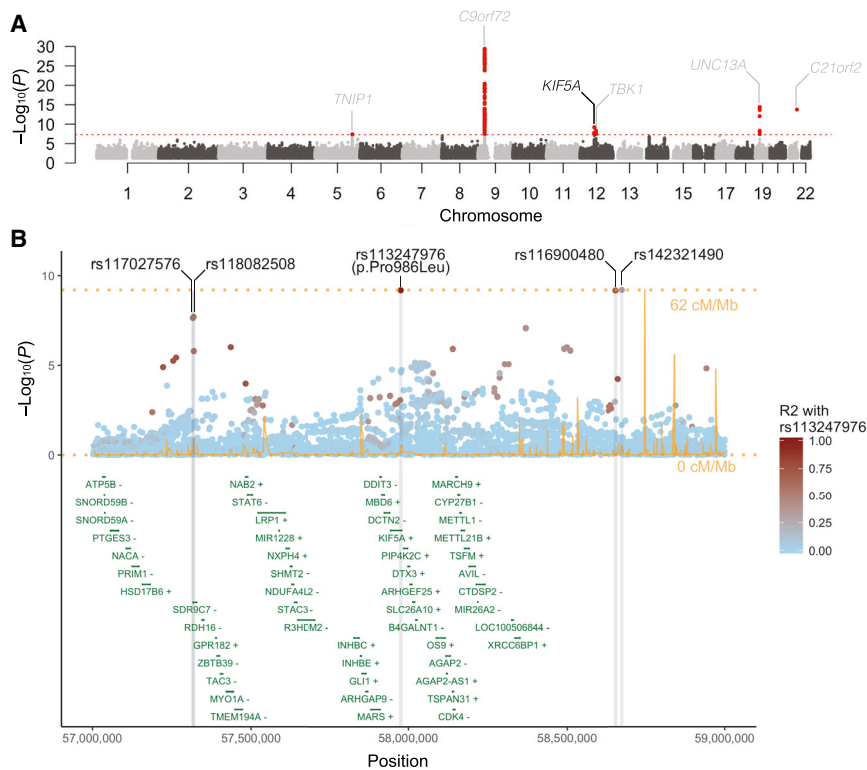 A
C9orf72
30
25
20
15
10
5
0
−Log10(P)
TNIP1
KIF5A
TBK1
UNC13A
C21orf2
1 2 3 4 5 6 7 8 9 10 11 12 13 15 17 19 22
Chromosome
B
rs117027576
rs118082508
rs113247976
(p.Pro986Leu)
rs116900480
rs142321490
10
5
0
−Log10(P)
62 cM/Mb
0 cM/Mb
R2 with
rs113247976
1.00
0.75
0.50
0.25
0.00
ATP5B - NAB2 + DDIT3 - MARCH9 +
SNORD59B - STAT6 - MBD6 + CYP27B1 -
SNORD59A - LRP1 + DCTN2 - METTL1 -
PTGES3 - MIR1228 + KIF5A + METTL21B +
NACA - NXPH4 + PIP4K2C + TSFM +
PRIM1 - SHMT2 - DTX3 + AVIL -
HSD17B6 + NDUFA4L2 - ARHGEF25 + CTDSP2 -
SDR9C7 - STAC3 - SLC26A10 + MIR26A2 -
RDH16 - R3HDM2 - B4GALNT1 - LOC100506844 -
GPR182 + INHBC + OS9 + XRCC6BP1 +
ZBTB39 - INHBE + AGAP2 -
TAC3 - GLI1 + AGAP2-AS1 +
MYO1A - ARHGAP9 - TSPAN31 +
TMEM194A - MARS + CDK4 -
57,000,000 57,500,000 58,000,000 58,500,000 59,000,000
Position